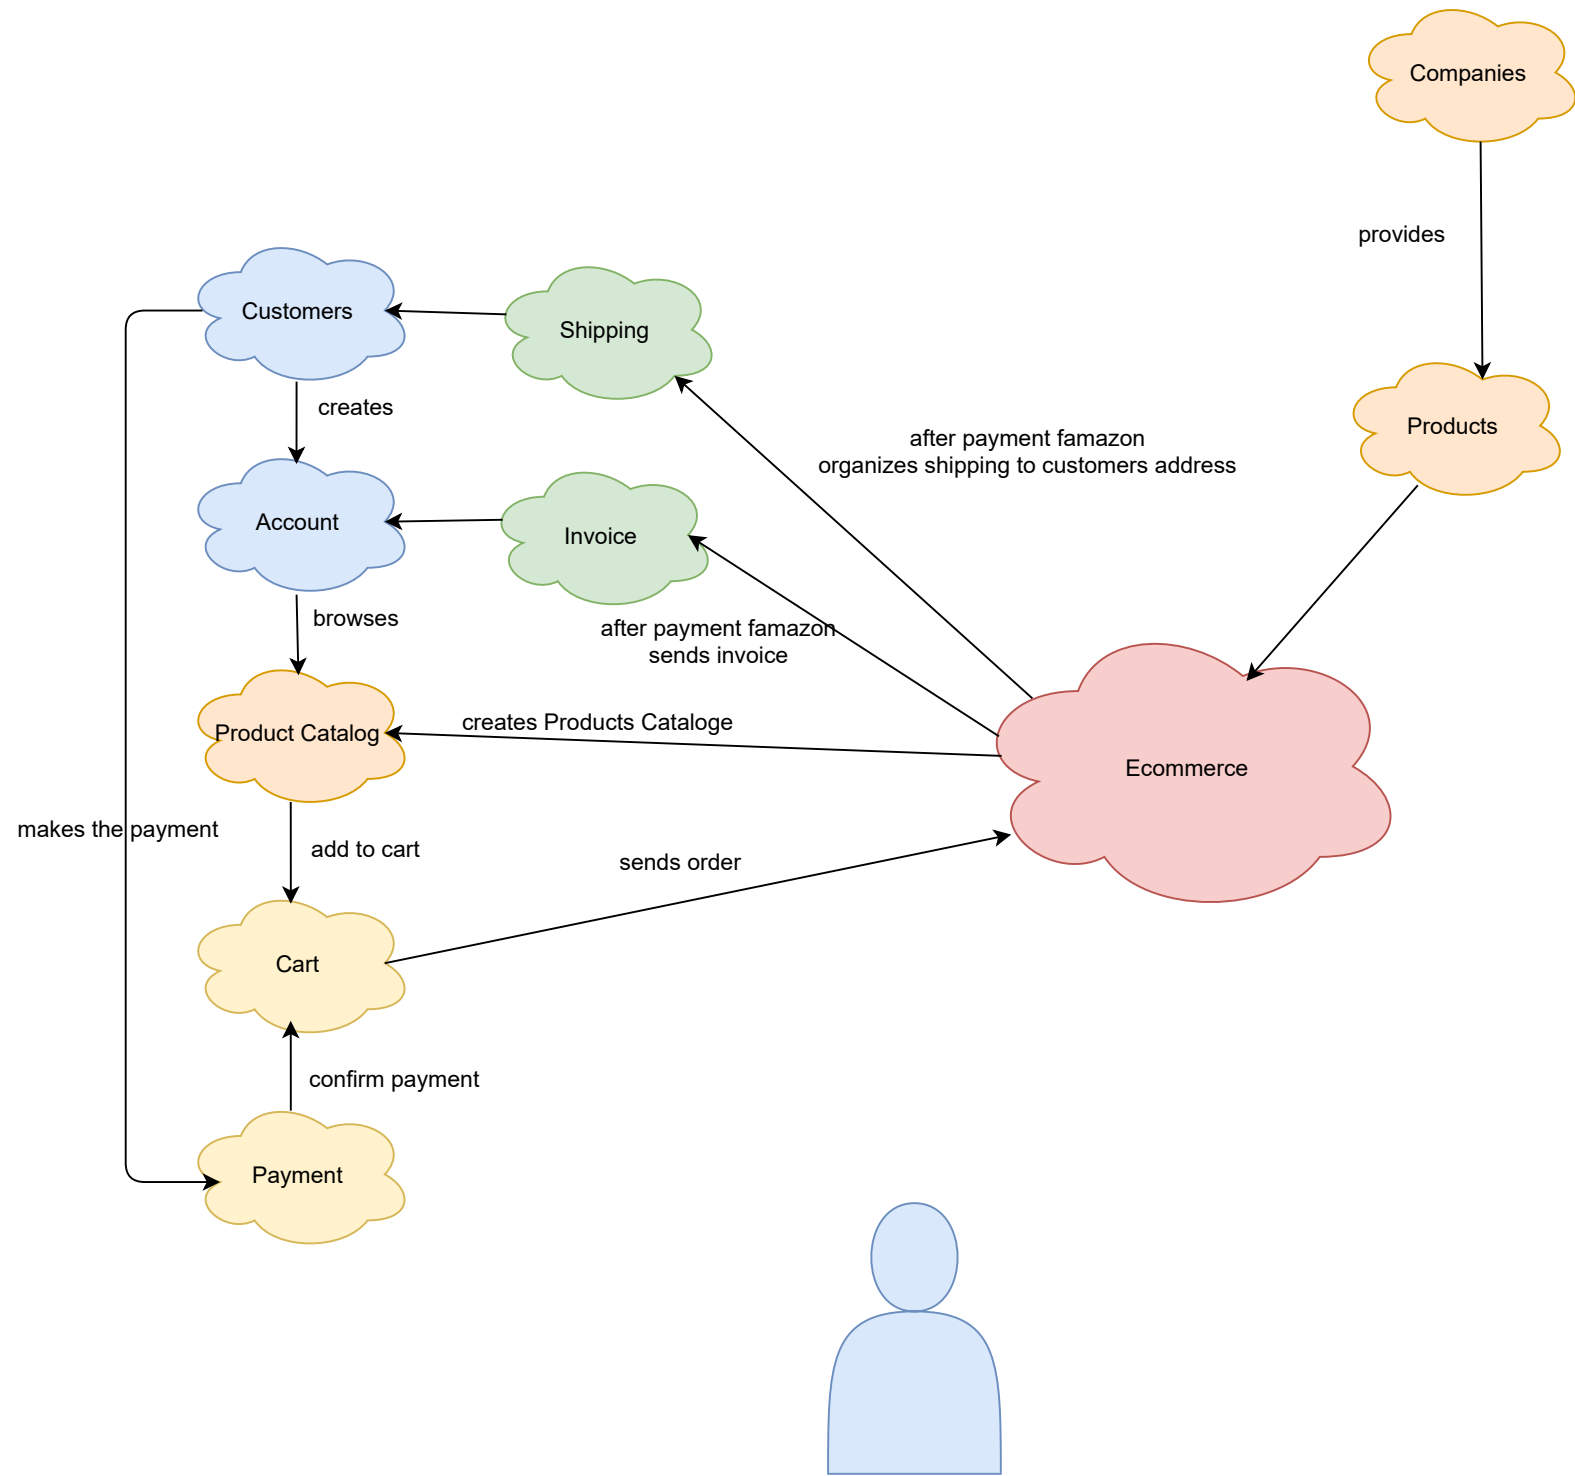 Companies
provides
Customers
Shipping
creates
Products
after payment famazon
organizes shipping to customers address
Account
Invoice
browses
after payment famazon
sends invoice
Product Catalog
creates Products Cataloge
Ecommerce
makes the payment
add to cart
sends order
Cart
confirm payment
Payment